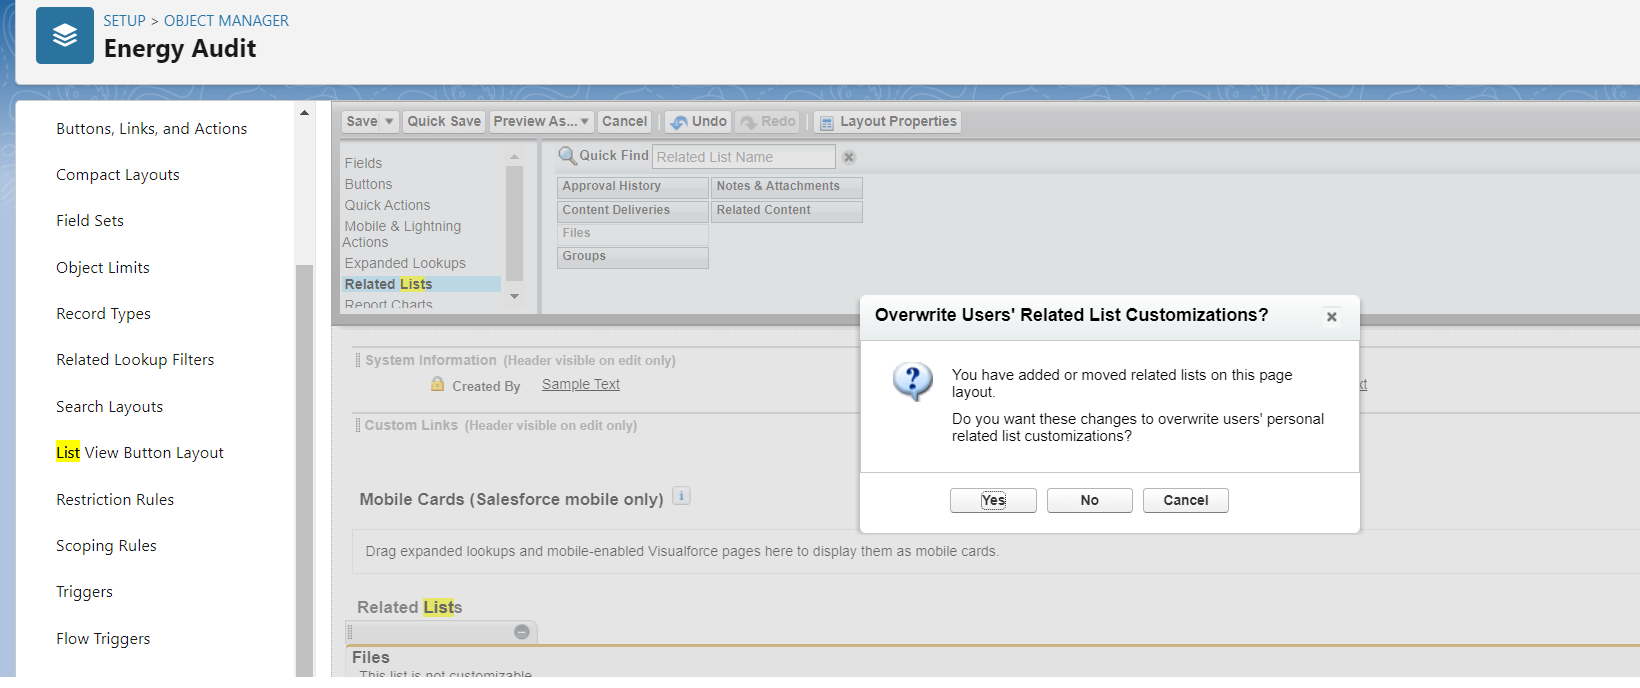 SETUP > OBJECT MANAGER
Energy Audit
Buttons, Links, and Actions
Compact Layouts
Field Sets
Object Limits
Record Types
Related Lookup Filters
Search Layouts
List View Button Layout
Restriction Rules
Scoping Rules
Triggers
Flow Triggers
Save Quick Save Preview As... Cancel Undo Redo Layout Properties
Fields
Buttons
Quick Actions
Mobile & Lightning
Actions
Expanded Lookups
Related Lists
Report Charts
Quick Find Related List Name
Approval History Notes & Attachments
Content Deliveries Related Content
Files
Groups
System Information (Header visible on edit only)
Created By Sample Text
Custom Links (Header visible on edit only)
Mobile Cards (Salesforce mobile only)
Drag expanded lookups and mobile-enabled Visualforce pages here to display them as mobile cards.
Related Lists
Files
This list is not customizable
Overwrite Users' Related List Customizations?
You have added or moved related lists on this page
layout.
Do you want these changes to overwrite users' personal
related list customizations?
Yes No Cancel